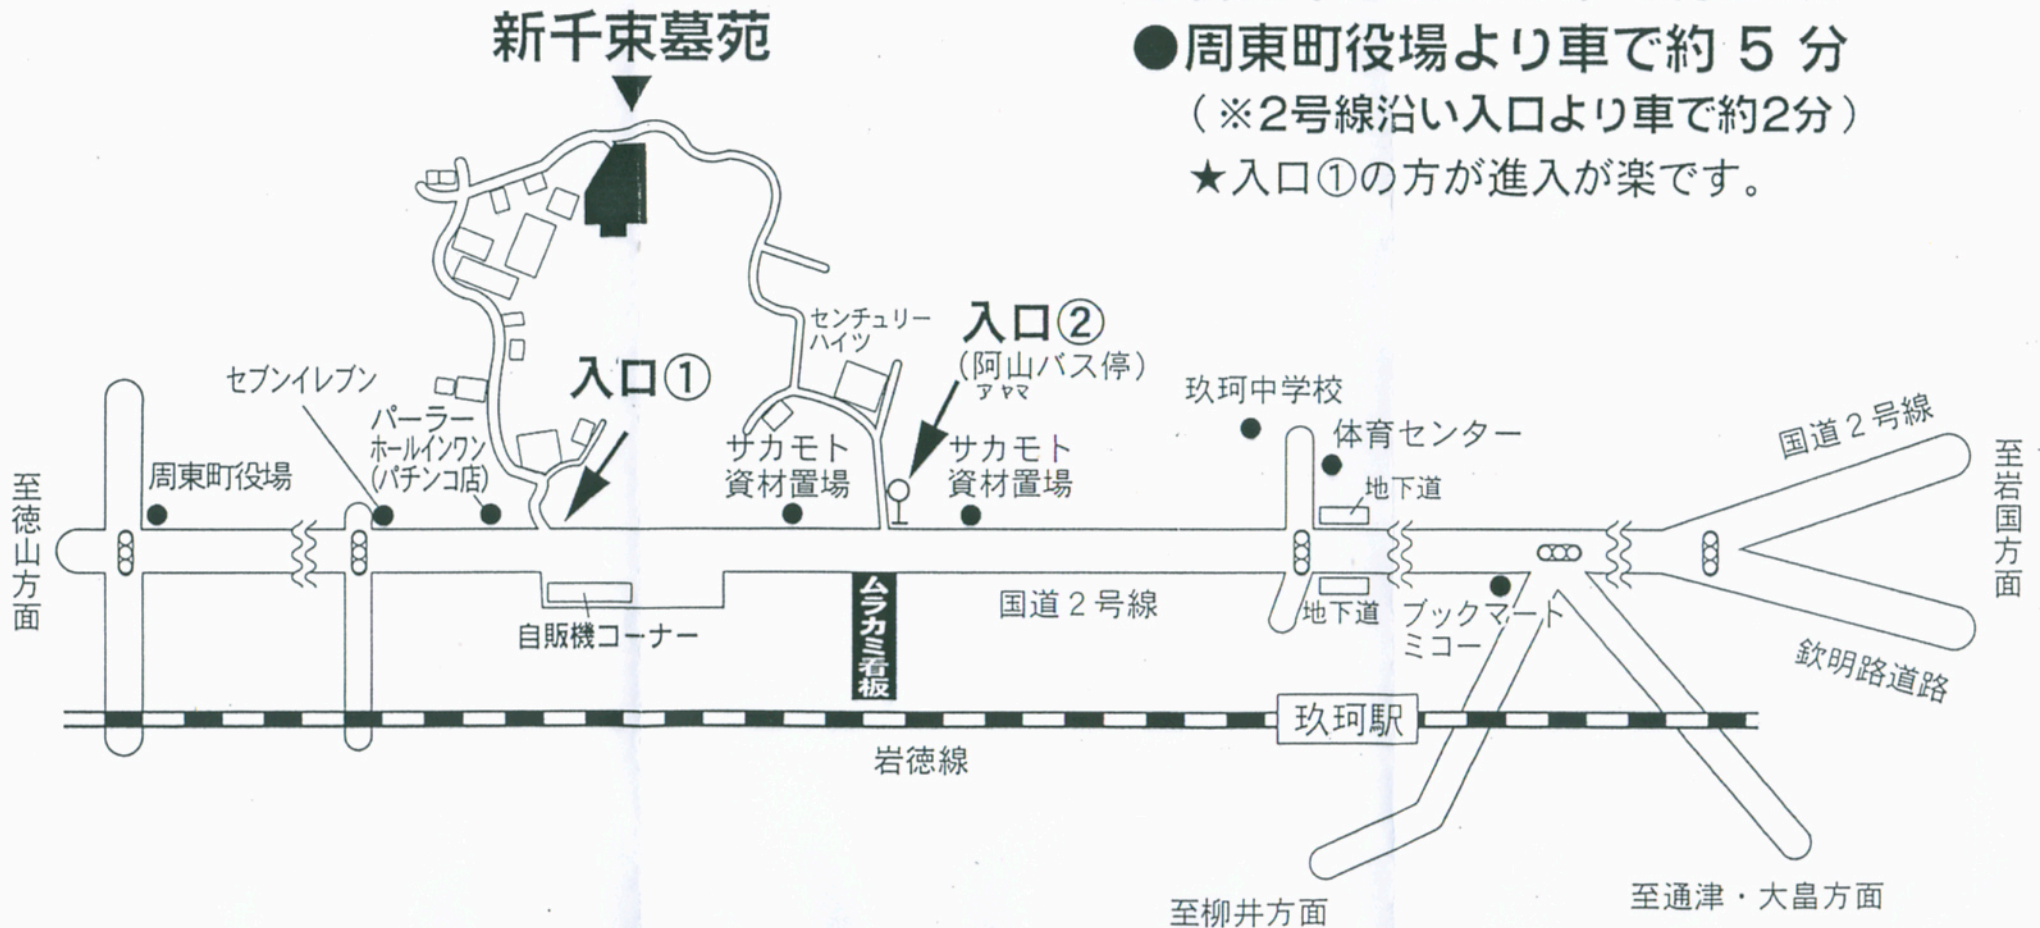 新千束墓苑
●周東町役場より車で約 5 分
(※2号線沿い入口より車で約2分)
★入口①の方が進入が楽です。
センチュリー
ハイツ
入口②
(阿山バス停)
アヤマ
入口①
セブンイレブン
パーラー
ホールインワン
(パチンコ店)
周東町役場
サカモト
資材置場
サカモト
資材置場
玖珂中学校
体育センター
地下道
国道2号線
至岩国方面
至徳山方面
自販機コーナー
ムラカミ看板
国道2号線
地下道
ブックマート
ミコー
欽明路道路
玖珂駅
岩徳線
至柳井方面
至通津・大畠方面